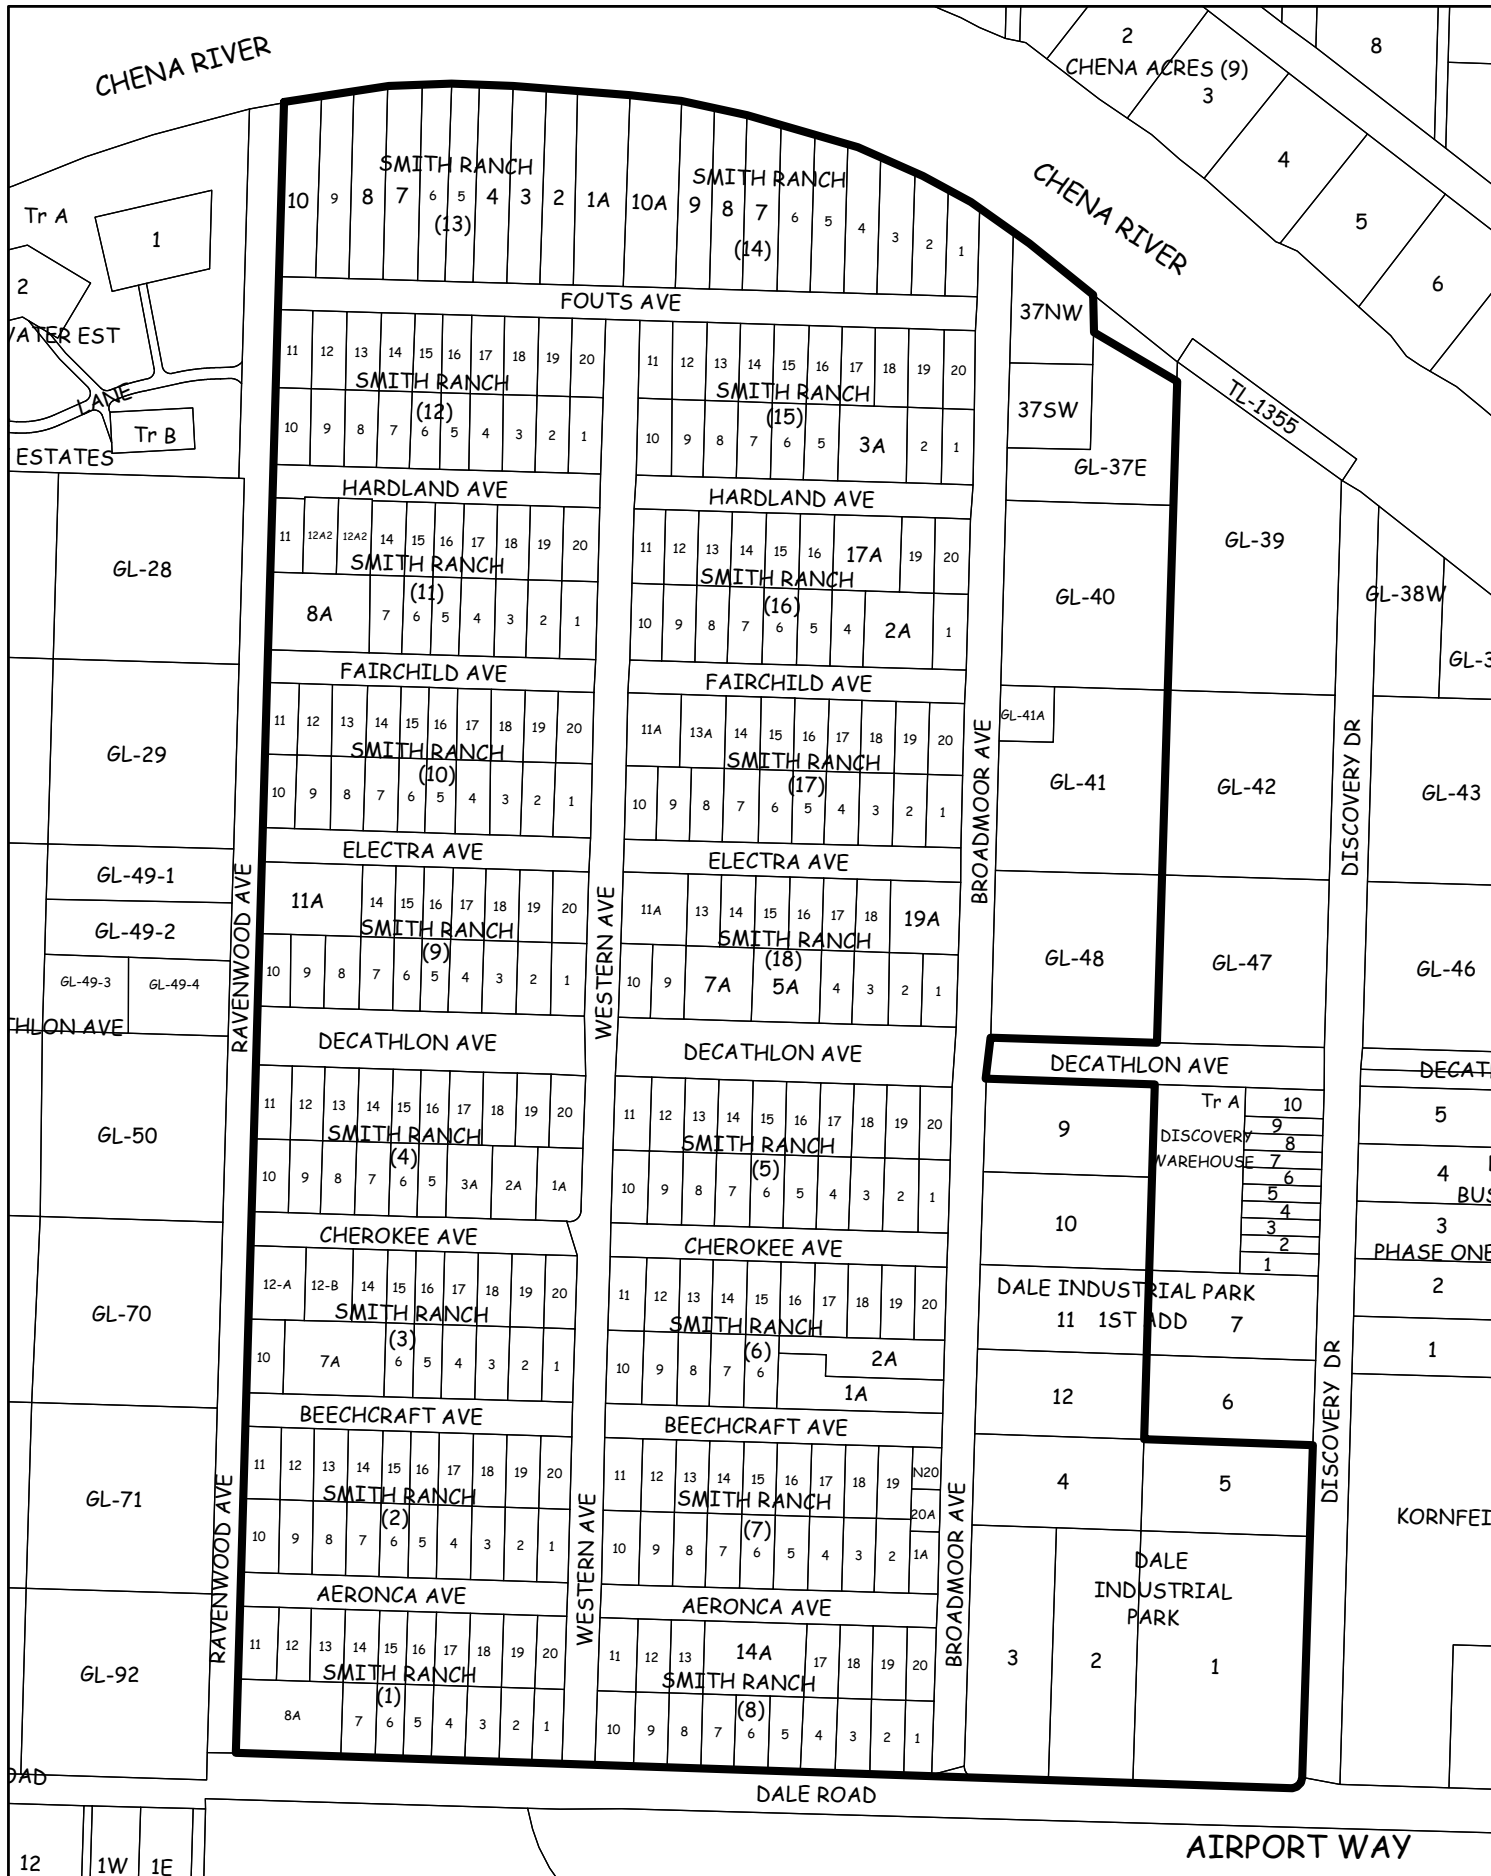 CHENA RIVER
2
CHENA ACRES (9)
3
8
4
5
6
CHENA RIVER
TL-1355
Tr A
1
2
WATER EST
LANE
Tr B
ESTATES
SMITH RANCH
10 9 8 7 6 5 4 3 2 1A
(13)
SMITH RANCH
10A 9 8 7 6 5 4 3 2 1
(14)
FOUTS AVE
37NW
37SW
GL-37E
11 12 13 14 15 16 17 18 19 20
SMITH RANCH
(12)
10 9 8 7 6 5 4 3 2 1
11 12 13 14 15 16 17 18 19 20
SMITH RANCH
(15)
10 9 8 7 6 5 3A 2 1
HARDLAND AVE
HARDLAND AVE
11 12A2 12A2 14 15 16 17 18 19 20
SMITH RANCH
(11)
8A 7 6 5 4 3 2 1
11 12 13 14 15 16 17A 19 20
SMITH RANCH
(16)
10 9 8 7 6 5 4 2A 1
GL-28
GL-40
GL-39
GL-38W
GL-3
FAIRCHILD AVE
FAIRCHILD AVE
11 12 13 14 15 16 17 18 19 20
SMITH RANCH
(10)
10 9 8 7 6 5 4 3 2 1
11A 13A 14 15 16 17 18 19 20
SMITH RANCH
(17)
10 9 8 7 6 5 4 3 2 1
GL-29
GL-41A
GL-41
GL-42
GL-43
BROADMOOR AVE
DISCOVERY DR
ELECTRA AVE
ELECTRA AVE
GL-49-1
GL-49-2
GL-49-3
GL-49-4
RAVENWOOD AVE
WESTERN AVE
11A 14 15 16 17 18 19 20
SMITH RANCH
(9)
10 9 8 7 6 5 4 3 2 1
11A 13 14 15 16 17 18 19A
SMITH RANCH
(18)
10 9 7A 5A 4 3 2 1
GL-48
GL-47
GL-46
THLON AVE
DECATHLON AVE
DECATHLON AVE
DECATHLON AVE
DECAT
11 12 13 14 15 16 17 18 19 20
SMITH RANCH
(4)
10 9 8 7 6 5 3A 2A 1A
11 12 13 14 15 16 17 18 19 20
SMITH RANCH
(5)
10 9 8 7 6 5 4 3 2 1
GL-50
9
10
Tr A
DISCOVERY
WAREHOUSE
10
9
8
7
6
5
4
3
2
1
5
4
BUS
3
PHASE ONE
2
1
CHEROKEE AVE
CHEROKEE AVE
12-A 12-B 14 15 16 17 18 19 20
SMITH RANCH
(3)
10 7A 6 5 4 3 2 1
11 12 13 14 15 16 17 18 19 20
SMITH RANCH
(6)
10 9 8 7 6 2A
1A
GL-70
DALE INDUSTRIAL PARK
11 1ST ADD 7
12
6
DISCOVERY DR
BEECHCRAFT AVE
BEECHCRAFT AVE
11 12 13 14 15 16 17 18 19 20
SMITH RANCH
(2)
10 9 8 7 6 5 4 3 2 1
11 12 13 14 15 16 17 18 19 N20
20A
SMITH RANCH
(7)
10 9 8 7 6 5 4 3 2 1A
GL-71
4
5
KORNFEI
RAVENWOOD AVE
WESTERN AVE
BROADMOOR AVE
DALE
INDUSTRIAL
PARK
AERONCA AVE
AERONCA AVE
11 12 13 14 15 16 17 18 19 20
SMITH RANCH
(1)
8A 7 6 5 4 3 2 1
11 12 13 14A 17 18 19 20
SMITH RANCH
(8)
10 9 8 7 6 5 4 3 2 1
GL-92
3
2
1
OAD
DALE ROAD
AIRPORT WAY
12
1W
1E